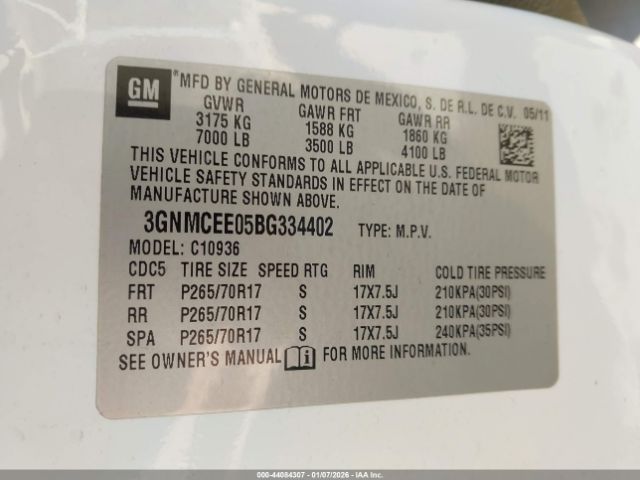 GM
*MFD BY GENERAL MOTORS DE MEXICO, S. DE R.L. DE C.V. 05/11
GVWR GAWR FRT GAWR RR
3175 KG 1588 KG 1860 KG
7000 LB 3500 LB 4100 LB
THIS VEHICLE CONFORMS TO ALL APPLICABLE U.S. FEDERAL MOTOR
VEHICLE SAFETY STANDARDS IN EFFECT ON THE DATE OF
MANUFACTURE SHOWN ABOVE.
3GNMCEE05BG334402 TYPE: M.P.V.
MODEL: C10936
CDC5 TIRE SIZE SPEED RTG RIM COLD TIRE PRESSURE
FRT P265/70R17 S 17X7.5J 210KPA(30PSI)
RR P265/70R17 S 17X7.5J 210KPA(30PSI)
SPA P265/70R17 S 17X7.5J 240KPA(35PSI)
SEE OWNER'S MANUAL FOR MORE INFORMATION.
000-44084307 - 01/07/2026 - IAA Inc.